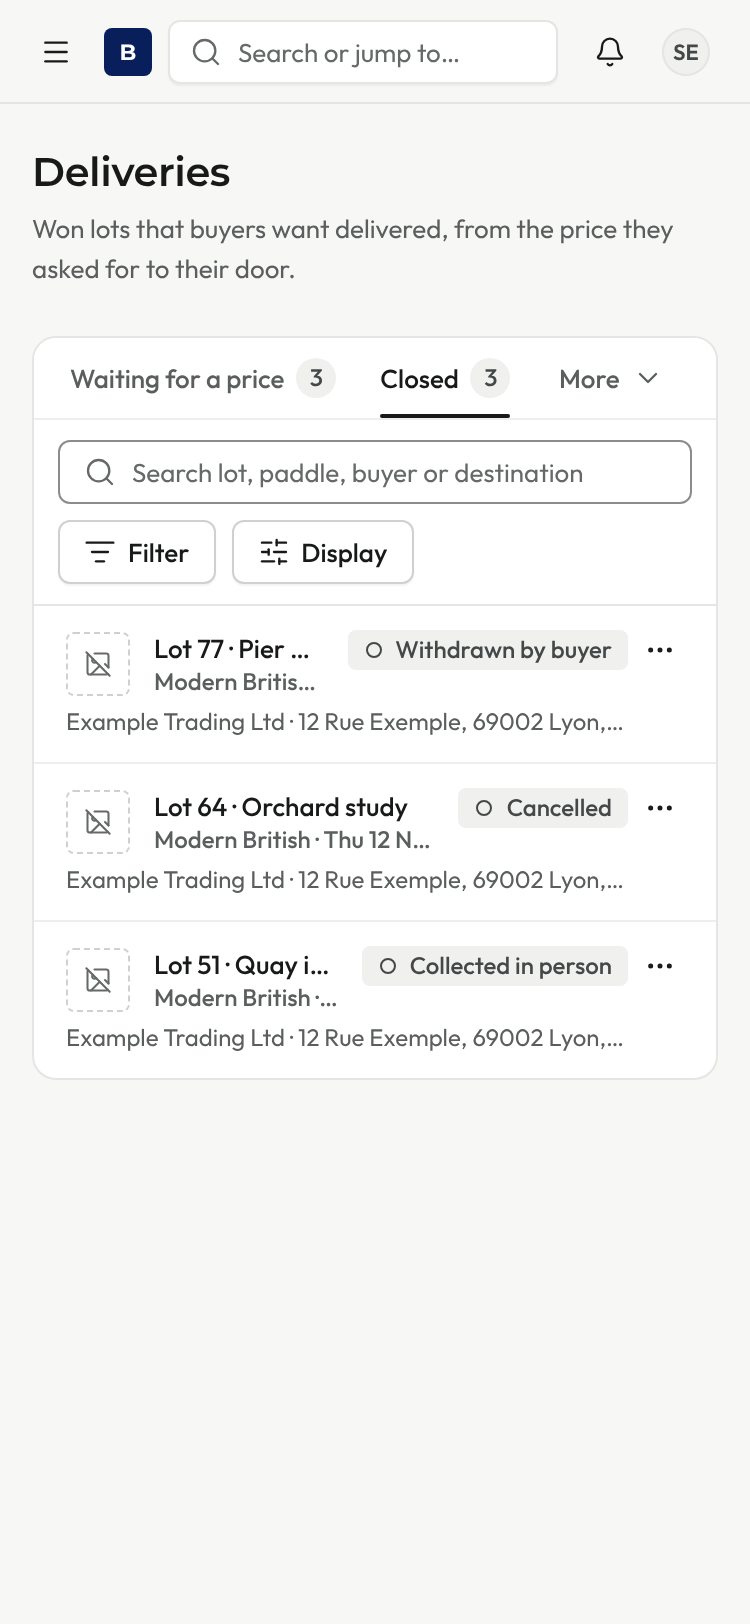 B
Search or jump to...
SE
Deliveries
Won lots that buyers want delivered, from the price they
asked for to their door.
Waiting for a price 3
Closed 3
More
Search lot, paddle, buyer or destination
Filter
Display
Lot 77 · Pier ...
Withdrawn by buyer
Modern Britis...
Example Trading Ltd · 12 Rue Exemple, 69002 Lyon,...
Lot 64 · Orchard study
Cancelled
Modern British · Thu 12 N...
Example Trading Ltd · 12 Rue Exemple, 69002 Lyon,...
Lot 51 · Quay i...
Collected in person
Modern British ·...
Example Trading Ltd · 12 Rue Exemple, 69002 Lyon,...